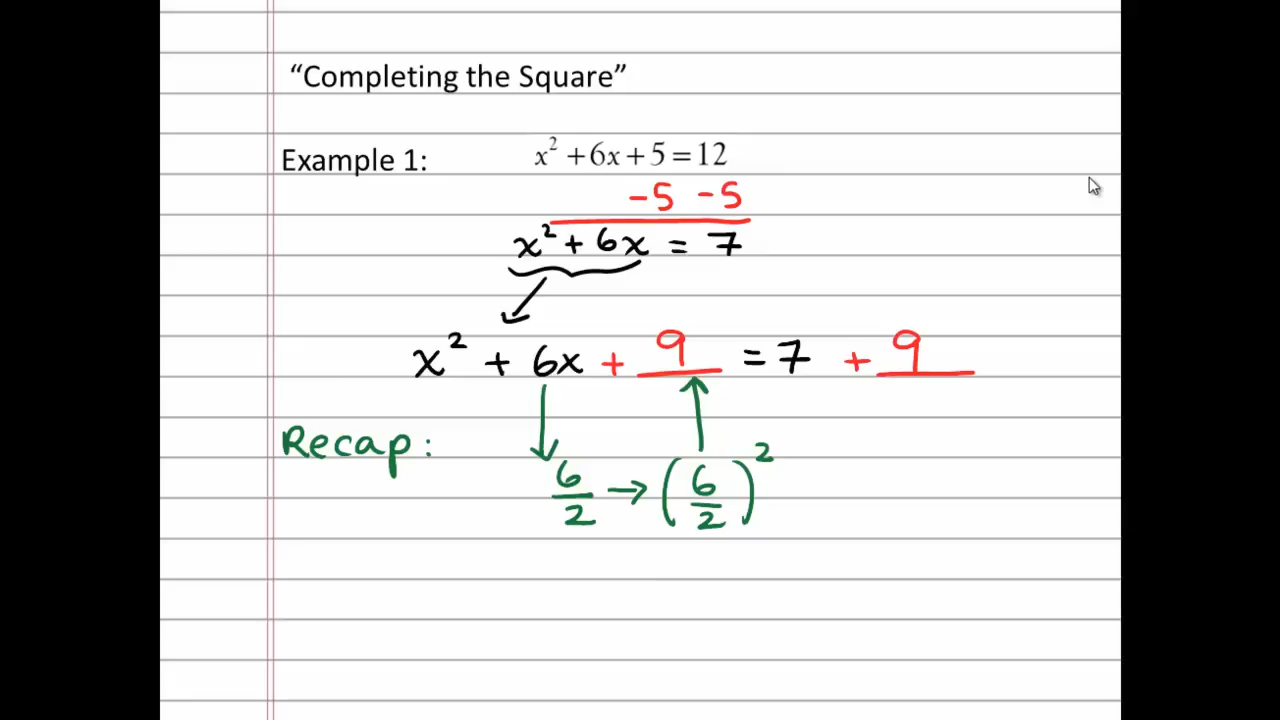 “Completing the Square”
Example 1: x² + 6x + 5 = 12
-5 -5
x² + 6x = 7
x² + 6x + 9 = 7 + 9
Recap:
6/2 → (6/2)²